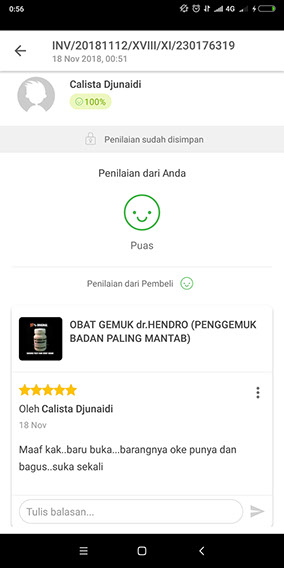 0:56
4G
INV/20181112/XVIII/XI/230176319
18 Nov 2018, 00:51
Calista Djunaidi
100%
Penilaian sudah disimpan
Penilaian dari Anda
Puas
Penilaian dari Pembeli
OBAT GEMUK dr.HENDRO (PENGGEMUK
BADAN PALING MANTAB)
Oleh Calista Djunaidi
18 Nov
Maaf kak..baru buka...barangnya oke punya dan
bagus..suka sekali
Tulis balasan...